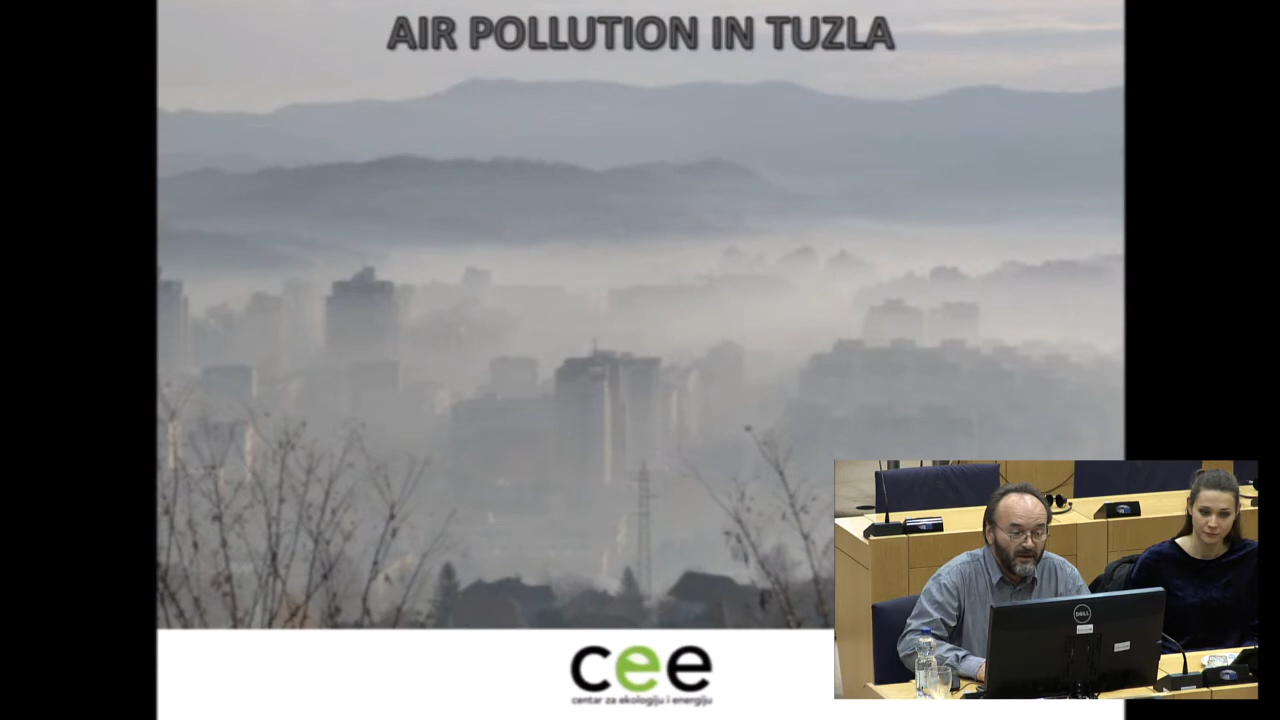 AIR POLLUTION IN TUZLA
cee
centar za ekologiju i energiju
DELL